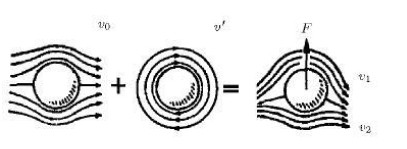 v₀
v′
F
+
=
v₁
v₂